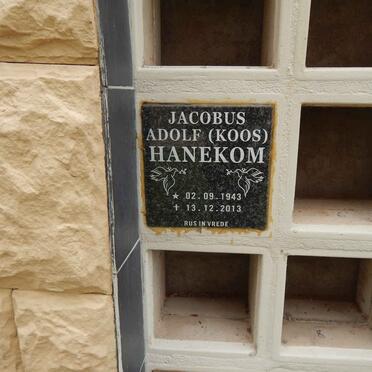 JACOBUS
ADOLF (KOOS)
HANEKOM
★ 02.09.1943
✝ 13.12.2013
RUS IN VREDE